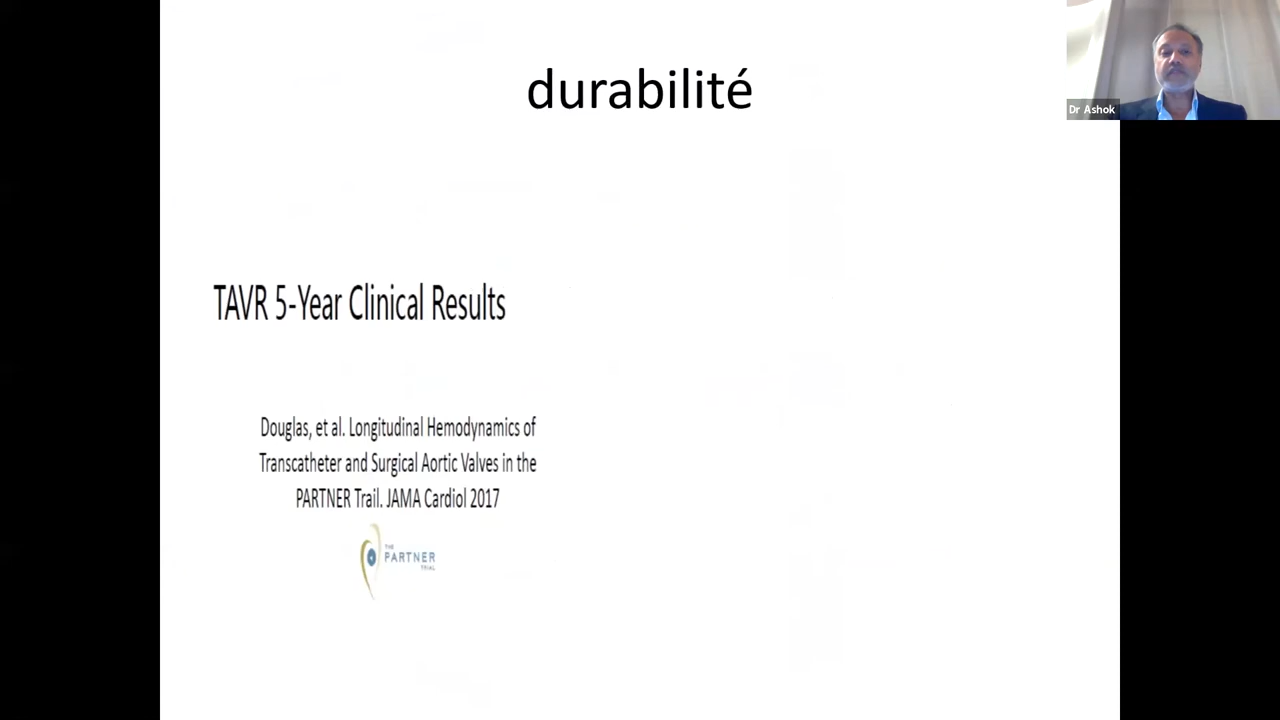 durabilité
Dr Ashok
TAVR 5-Year Clinical Results
Douglas, et al. Longitudinal Hemodynamics of
Transcatheter and Surgical Aortic Valves in the
PARTNER Trail. JAMA Cardiol 2017
THE
PARTNER
TRIAL